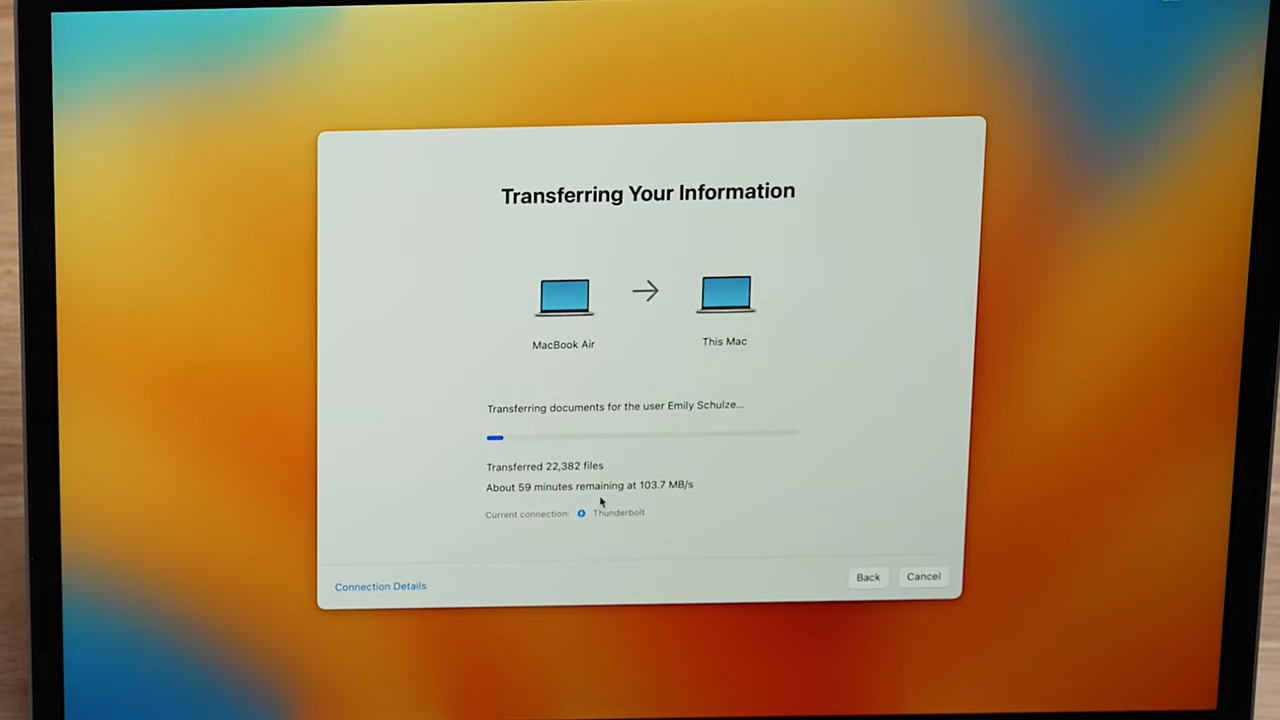 Transferring Your Information
MacBook Air
This Mac
Transferring documents for the user Emily Schulze...
Transferred 22,382 files
About 59 minutes remaining at 103.7 MB/s
Current connection: Thunderbolt
Connection Details
Back
Cancel